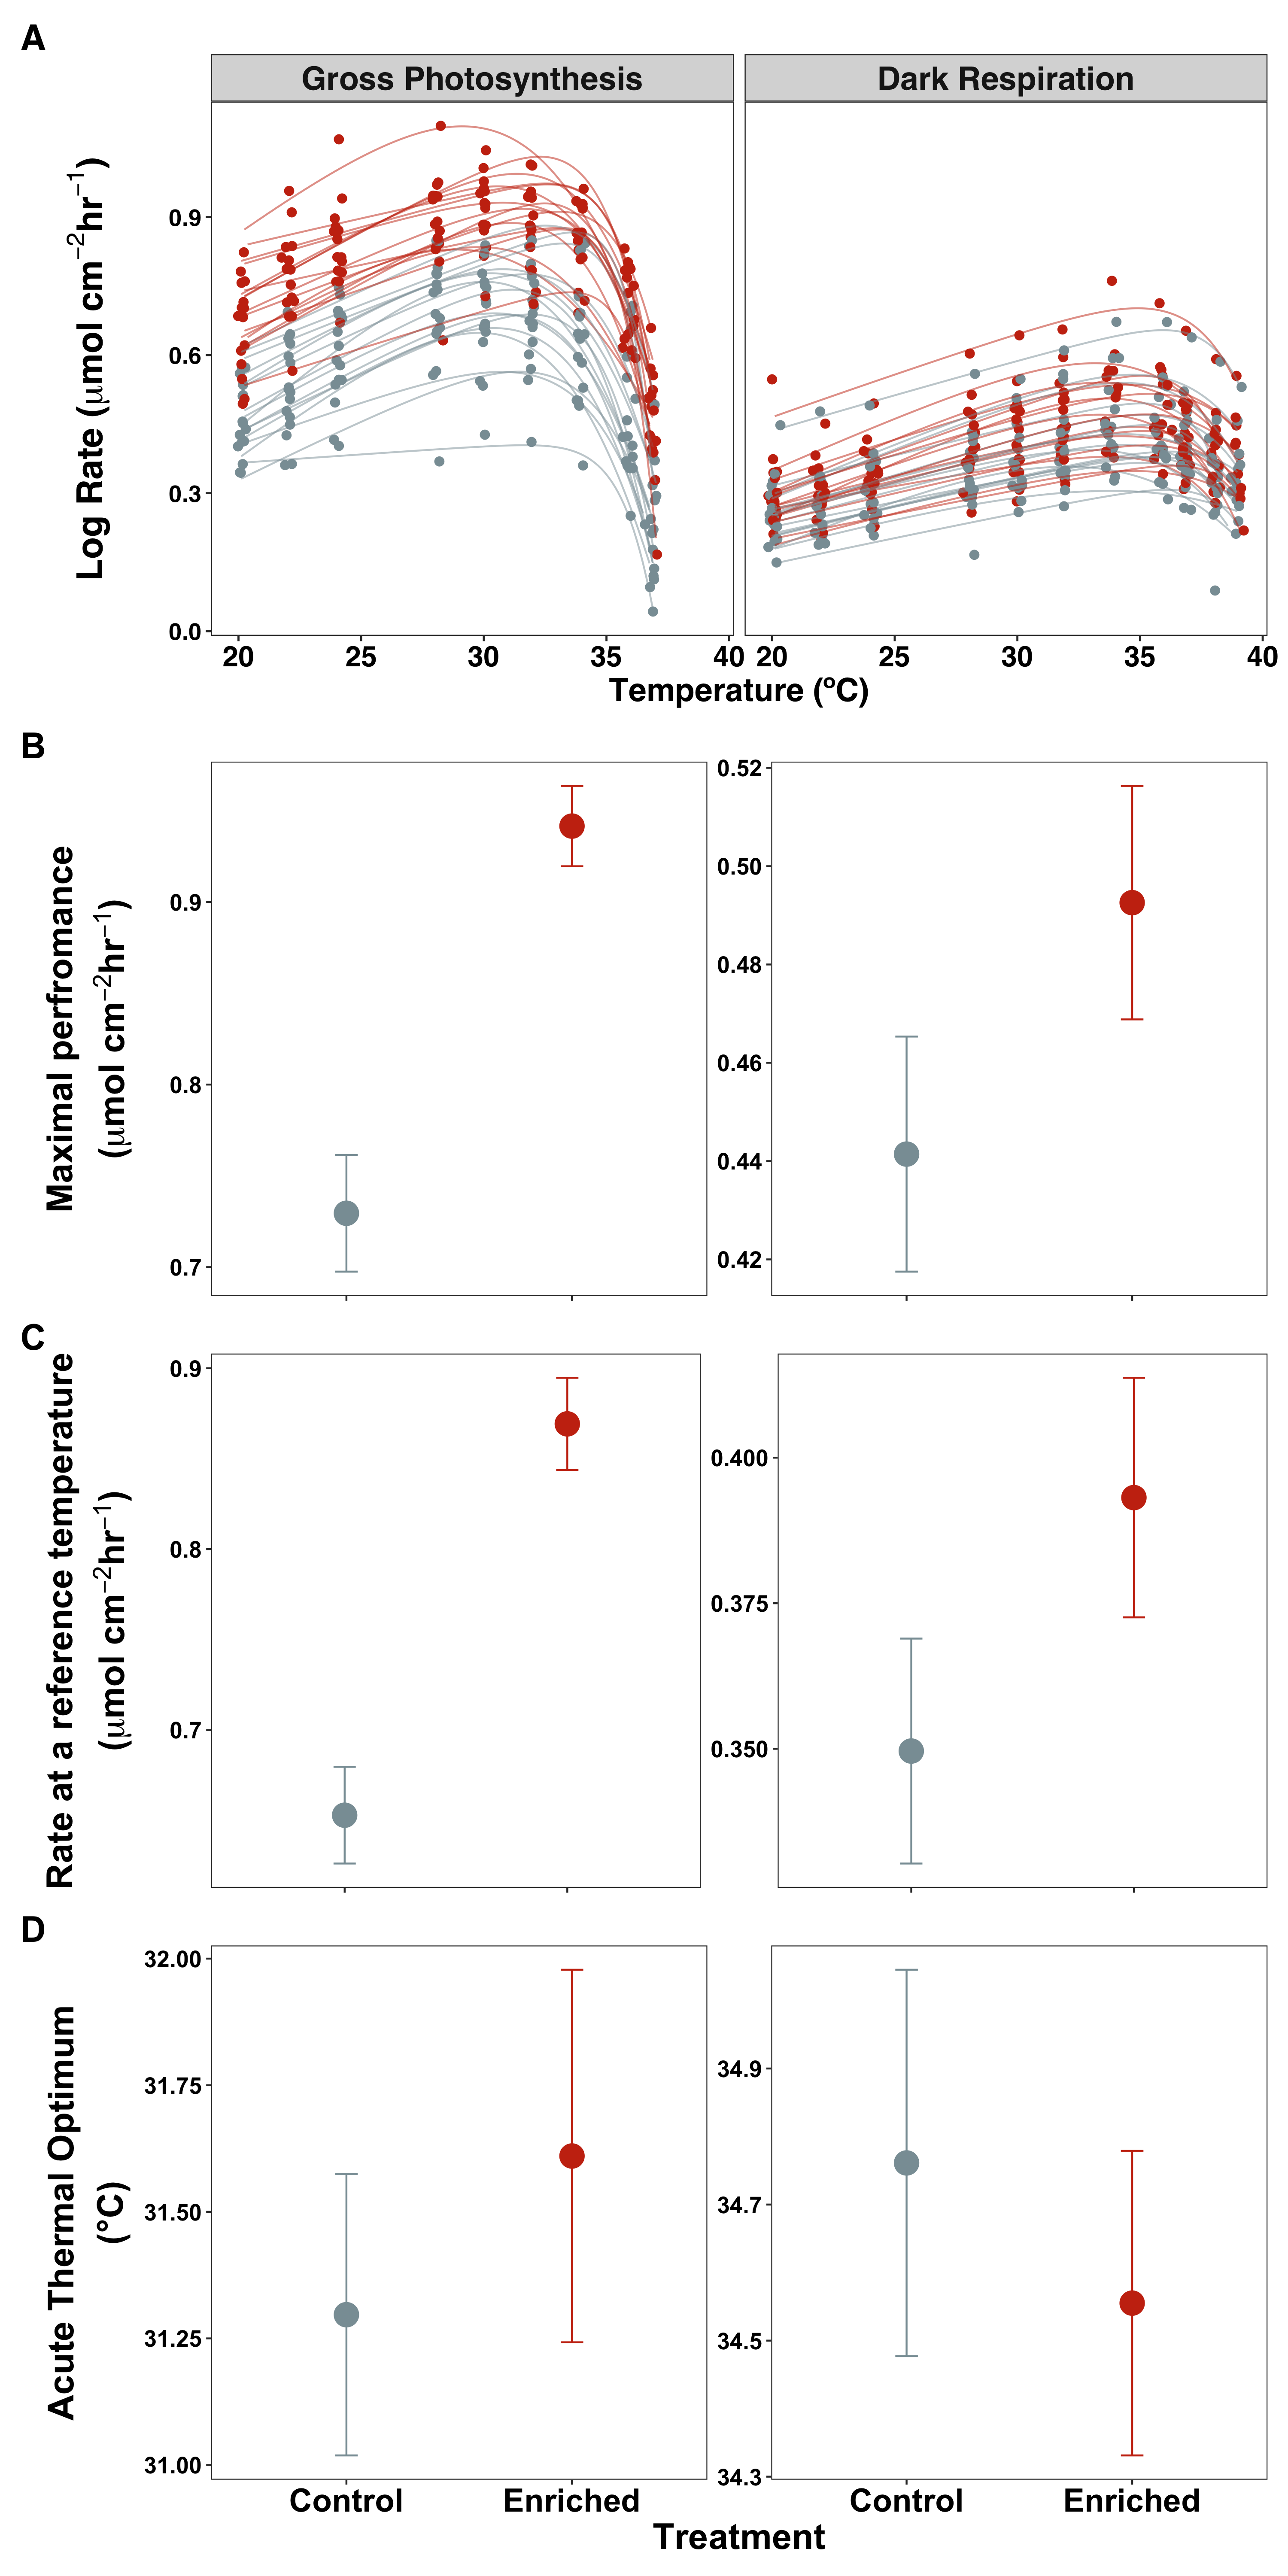 A
Gross Photosynthesis
Dark Respiration
Log Rate (μmol cm⁻²hr⁻¹)
0.9
0.6
0.3
0.0
20 25 30 35 40
20 25 30 35 40
Temperature (ºC)
B
Maximal perfromance
(μmol cm⁻²hr⁻¹)
0.9
0.8
0.7
0.52
0.50
0.48
0.46
0.44
0.42
C
Rate at a reference temperature
(μmol cm⁻²hr⁻¹)
0.9
0.8
0.7
0.400
0.375
0.350
D
Acute Thermal Optimum
(°C)
32.00
31.75
31.50
31.25
31.00
34.9
34.7
34.5
34.3
Control Enriched
Control Enriched
Treatment